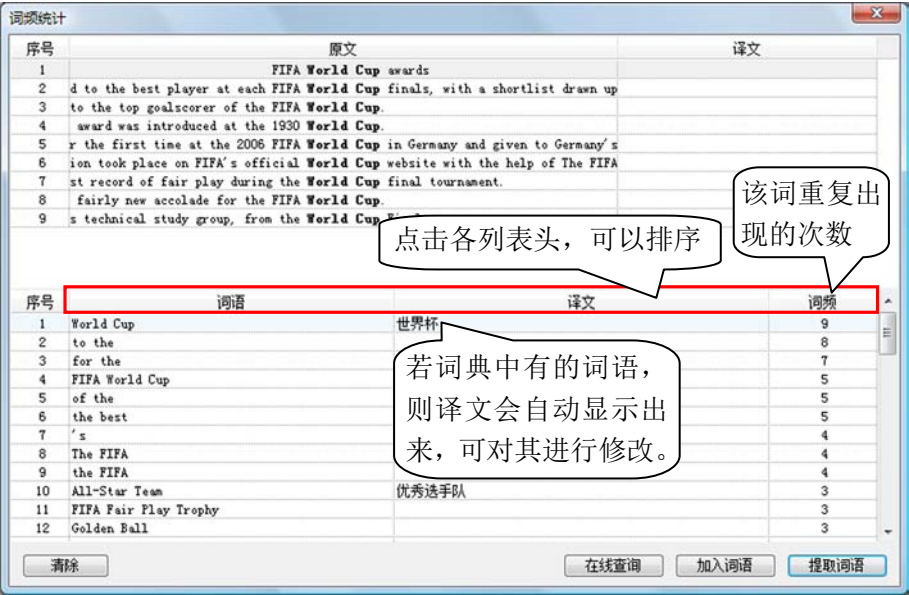 词频统计
序号 原文 译文
1 FIFA World Cup awards
2 d to the best player at each FIFA World Cup finals, with a shortlist drawn up
3 to the top goalscorer of the FIFA World Cup.
4 award was introduced at the 1930 World Cup.
5 r the first time at the 2006 FIFA World Cup in Germany and given to Germany's
6 ion took place on FIFA's official World Cup website with the help of The FIFA
7 st record of fair play during the World Cup final tournament.
8 fairly new accolade for the FIFA World Cup.
9 s technical study group, from the World Cup
该词重复出
现的次数
点击各列表头，可以排序
序号 词语 译文 词频
1 World Cup 世界杯 9
2 to the 8
3 for the 7
4 FIFA World Cup 5
5 of the 5
6 the best 5
7 's 4
8 The FIFA 4
9 the FIFA 4
10 All-Star Team 优秀选手队 3
11 FIFA Fair Play Trophy 3
12 Golden Ball 3
若词典中有的词语，
则译文会自动显示出
来，可对其进行修改。
清除 在线查询 加入词语 提取词语